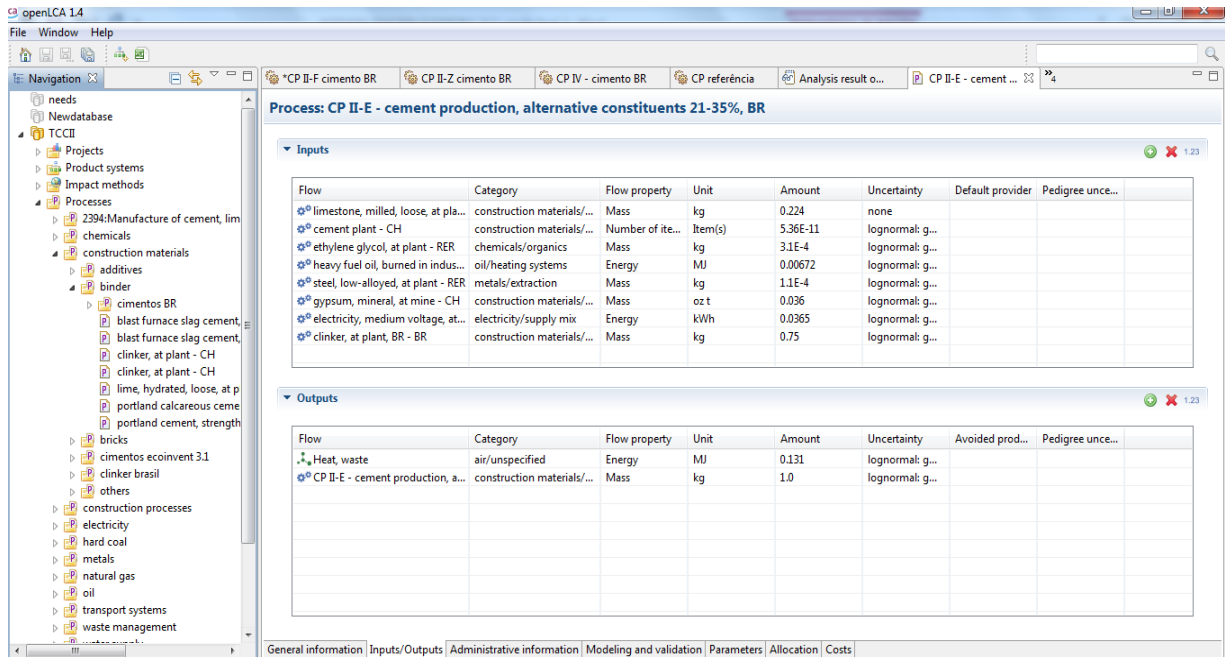 openLCA 1.4
File Window Help
Navigation
needs
Newdatabase
TCCII
Projects
Product systems
Impact methods
Processes
2394:Manufacture of cement, lim
chemicals
construction materials
additives
binder
cimentos BR
blast furnace slag cement,
blast furnace slag cement,
clinker, at plant - CH
clinker, at plant - CH
lime, hydrated, loose, at p
portland calcareous ceme
portland cement, strength
bricks
cimentos ecoinvent 3.1
clinker brasil
others
construction processes
electricity
hard coal
metals
natural gas
oil
transport systems
waste management
*CP II-F cimento BR CP II-Z cimento BR CP IV - cimento BR CP referência Analysis result o... CP II-E - cement ... »4
Process: CP II-E - cement production, alternative constituents 21-35%, BR
Inputs 1.23
Flow Category Flow property Unit Amount Uncertainty Default provider Pedigree unce...
limestone, milled, loose, at pla... construction materials/... Mass kg 0.224 none
cement plant - CH construction materials/... Number of ite... Item(s) 5.36E-11 lognormal: g...
ethylene glycol, at plant - RER chemicals/organics Mass kg 3.1E-4 lognormal: g...
heavy fuel oil, burned in indus... oil/heating systems Energy MJ 0.00672 lognormal: g...
steel, low-alloyed, at plant - RER metals/extraction Mass kg 1.1E-4 lognormal: g...
gypsum, mineral, at mine - CH construction materials/... Mass oz t 0.036 lognormal: g...
electricity, medium voltage, at... electricity/supply mix Energy kWh 0.0365 lognormal: g...
clinker, at plant, BR - BR construction materials/... Mass kg 0.75 lognormal: g...
Outputs 1.23
Flow Category Flow property Unit Amount Uncertainty Avoided prod... Pedigree unce...
Heat, waste air/unspecified Energy MJ 0.131 lognormal: g...
CP II-E - cement production, a... construction materials/... Mass kg 1.0 lognormal: g...
General information Inputs/Outputs Administrative information Modeling and validation Parameters Allocation Costs